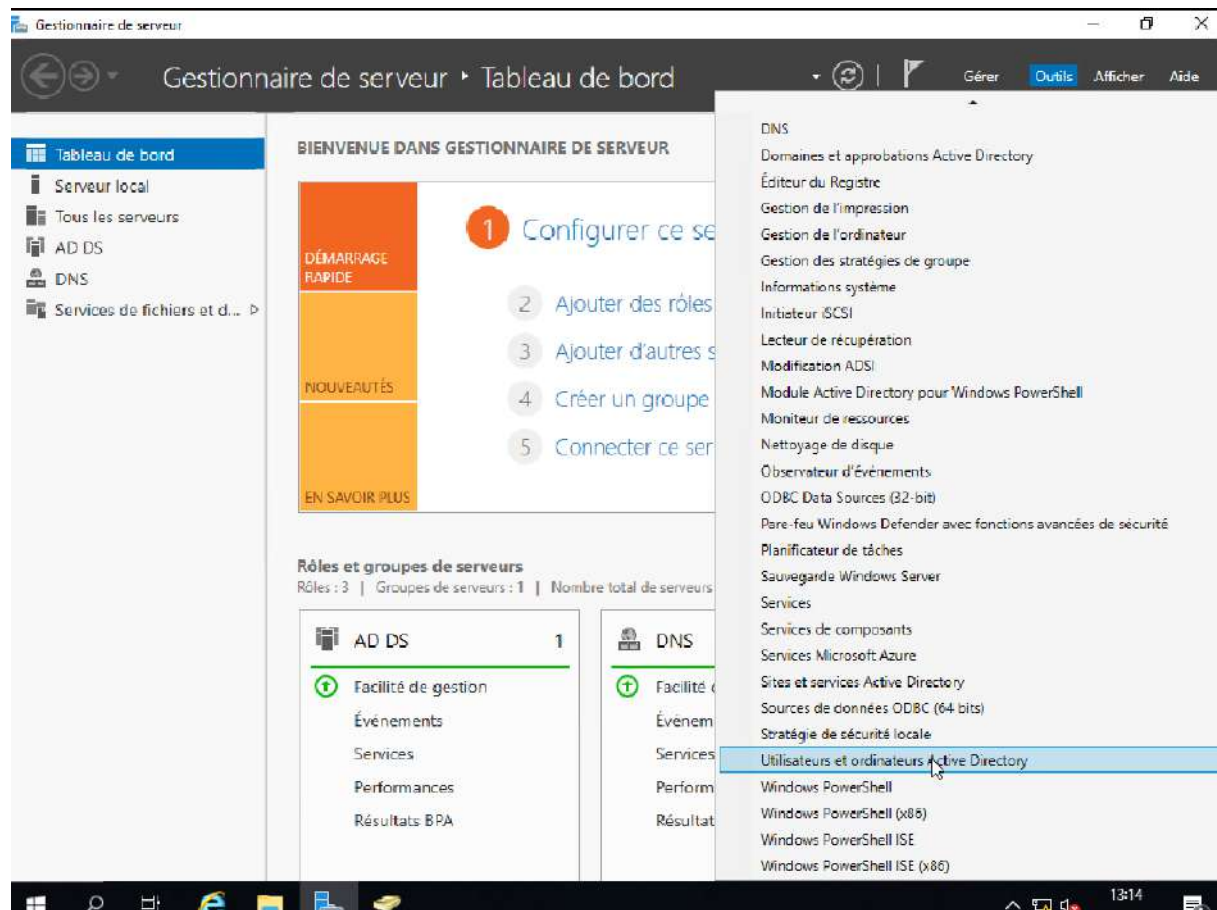 Gestionnaire de serveur
Gestionnaire de serveur ‣ Tableau de bord
Gérer
Outils
Afficher
Aide
Tableau de bord
Serveur local
Tous les serveurs
AD DS
DNS
Services de fichiers et d...
BIENVENUE DANS GESTIONNAIRE DE SERVEUR
DÉMARRAGE
RAPIDE
NOUVEAUTÉS
EN SAVOIR PLUS
1 Configurer ce se
2 Ajouter des rôles
3 Ajouter d'autres s
4 Créer un groupe
5 Connecter ce ser
Rôles et groupes de serveurs
Rôles : 3 | Groupes de serveurs : 1 | Nombre total de serveurs
AD DS 1
Facilité de gestion
Événements
Services
Performances
Résultats BPA
DNS
Facilité
Événem
Services
Perform
Résultat
DNS
Domaines et approbations Active Directory
Éditeur du Registre
Gestion de l'impression
Gestion de l'ordinateur
Gestion des stratégies de groupe
Informations système
Initiateur iSCSI
Lecteur de récupération
Modification ADSI
Module Active Directory pour Windows PowerShell
Moniteur de ressources
Nettoyage de disque
Observateur d'événements
ODBC Data Sources (32-bit)
Pare-feu Windows Defender avec fonctions avancées de sécurité
Planificateur de tâches
Sauvegarde Windows Server
Services
Services de composants
Services Microsoft Azure
Sites et services Active Directory
Sources de données ODBC (64 bits)
Stratégie de sécurité locale
Utilisateurs et ordinateurs Active Directory
Windows PowerShell
Windows PowerShell (x86)
Windows PowerShell ISE
Windows PowerShell ISE (x86)
13:14